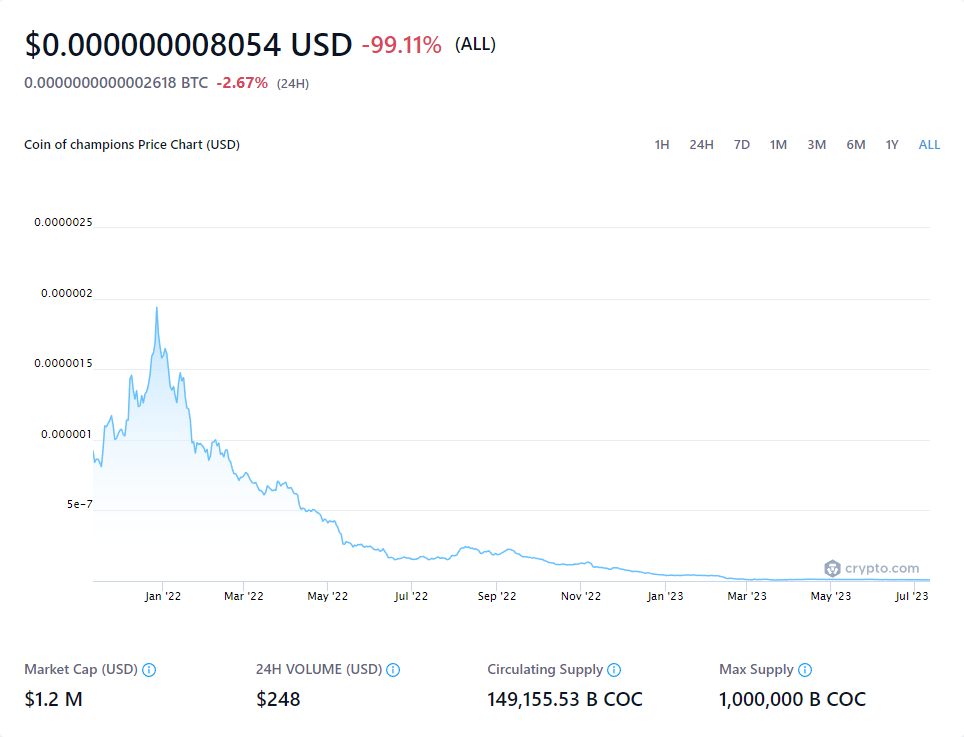 $0.000000008054 USD -99.11% (ALL)
0.0000000000002618 BTC -2.67% (24H)
Coin of champions Price Chart (USD) 1H 24H 7D 1M 3M 6M 1Y ALL
0.0000025
0.000002
0.0000015
0.000001
5e-7
crypto.com
Jan '22 Mar '22 May '22 Jul '22 Sep '22 Nov '22 Jan '23 Mar '23 May '23 Jul '23
Market Cap (USD) 24H VOLUME (USD) Circulating Supply Max Supply
$1.2 M $248 149,155.53 B COC 1,000,000 B COC